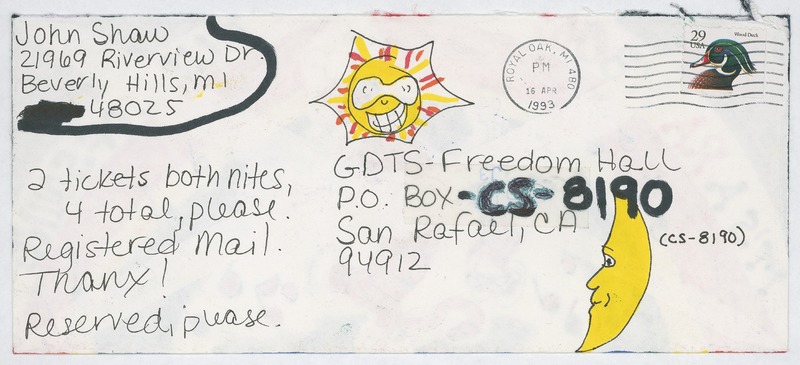 John Shaw
21969 Riverview Dr.
Beverly Hills, MI
48025
ROYAL OAK, MI 480
PM
16 APR
1993
29
USA
Wood Duck
GDTS-Freedom Hall
P.O. Box-CS-8190
San Rafael, CA
94912
(CS-8190)
2 tickets both nites,
4 total, please.
Registered Mail.
Thanx!
Reserved, please.